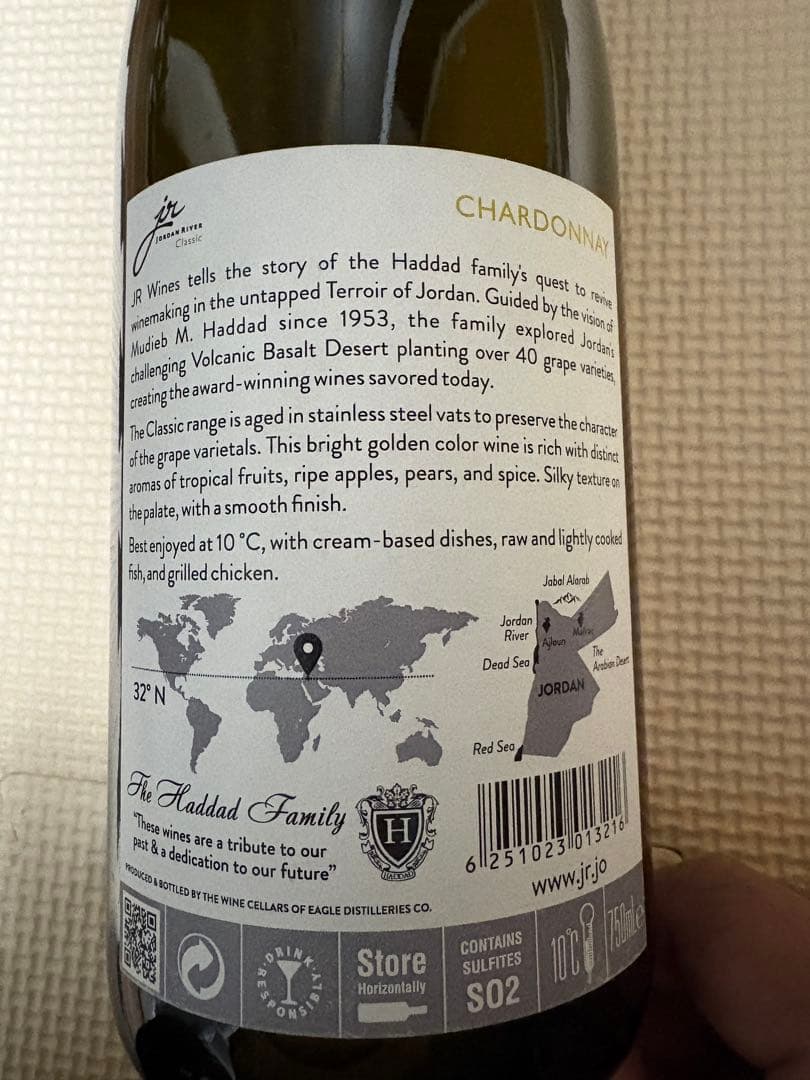 jr
JORDAN RIVER
Classic
CHARDONNAY
JR Wines tells the story of the Haddad family's quest to revive
winemaking in the untapped Terroir of Jordan. Guided by the vision of
Mudieb M. Haddad since 1953, the family explored Jordan's
challenging Volcanic Basalt Desert planting over 40 grape varieties,
creating the award-winning wines savored today.
The Classic range is aged in stainless steel vats to preserve the character
of the grape varietals. This bright golden color wine is rich with distinct
aromas of tropical fruits, ripe apples, pears, and spice. Silky texture on
the palate, with a smooth finish.
Best enjoyed at 10 °C, with cream-based dishes, raw and lightly cooked
fish, and grilled chicken.
32° N
Jabal Alarab
Jordan
River
Ajloun
Mafraq
Dead Sea
The
Arabian Desert
JORDAN
Red Sea
The Haddad Family
"These wines are a tribute to our
past & a dedication to our future"
H
HADDAD
6 251023 013216
www.jr.jo
PRODUCED & BOTTLED BY THE WINE CELLARS OF EAGLE DISTILLERIES CO.
DRINK
RESPONSIBLY
Store
Horizontally
CONTAINS
SULFITES
SO2
10°C
750mL e